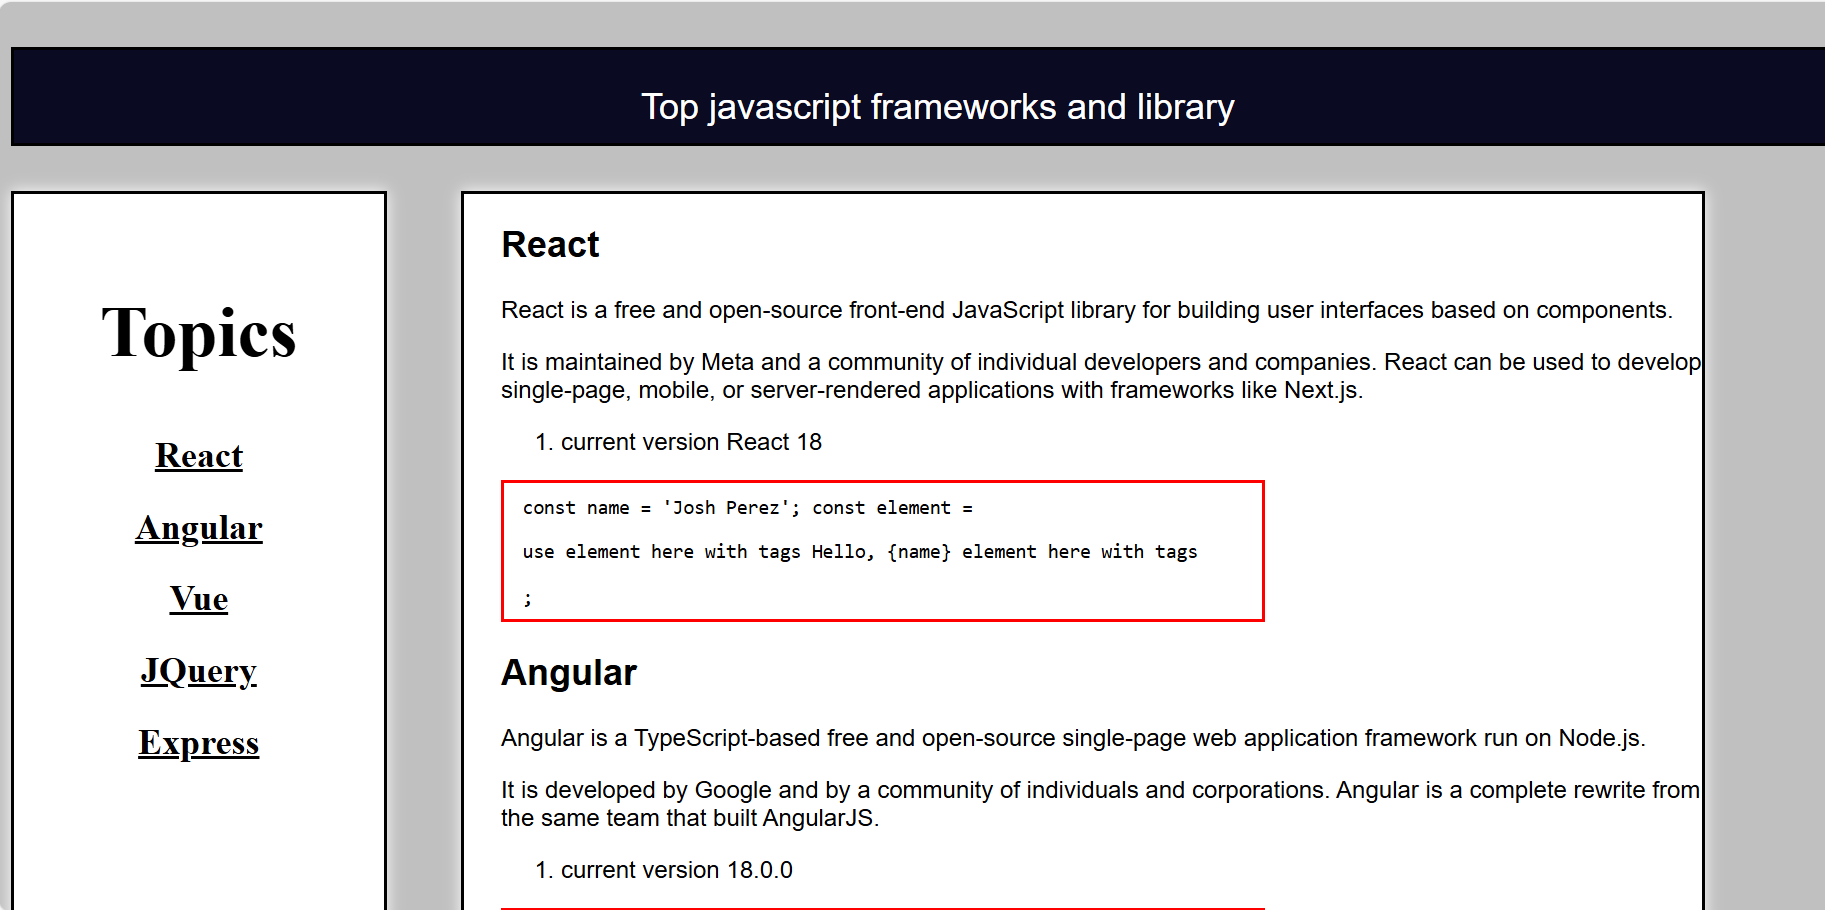 Top javascript frameworks and library
Topics
React
Angular
Vue
JQuery
Express
React
React is a free and open-source front-end JavaScript library for building user interfaces based on components.
It is maintained by Meta and a community of individual developers and companies. React can be used to develop
single-page, mobile, or server-rendered applications with frameworks like Next.js.
1. current version React 18
const name = 'Josh Perez'; const element =
use element here with tags Hello, {name} element here with tags
;
Angular
Angular is a TypeScript-based free and open-source single-page web application framework run on Node.js.
It is developed by Google and by a community of individuals and corporations. Angular is a complete rewrite from
the same team that built AngularJS.
1. current version 18.0.0